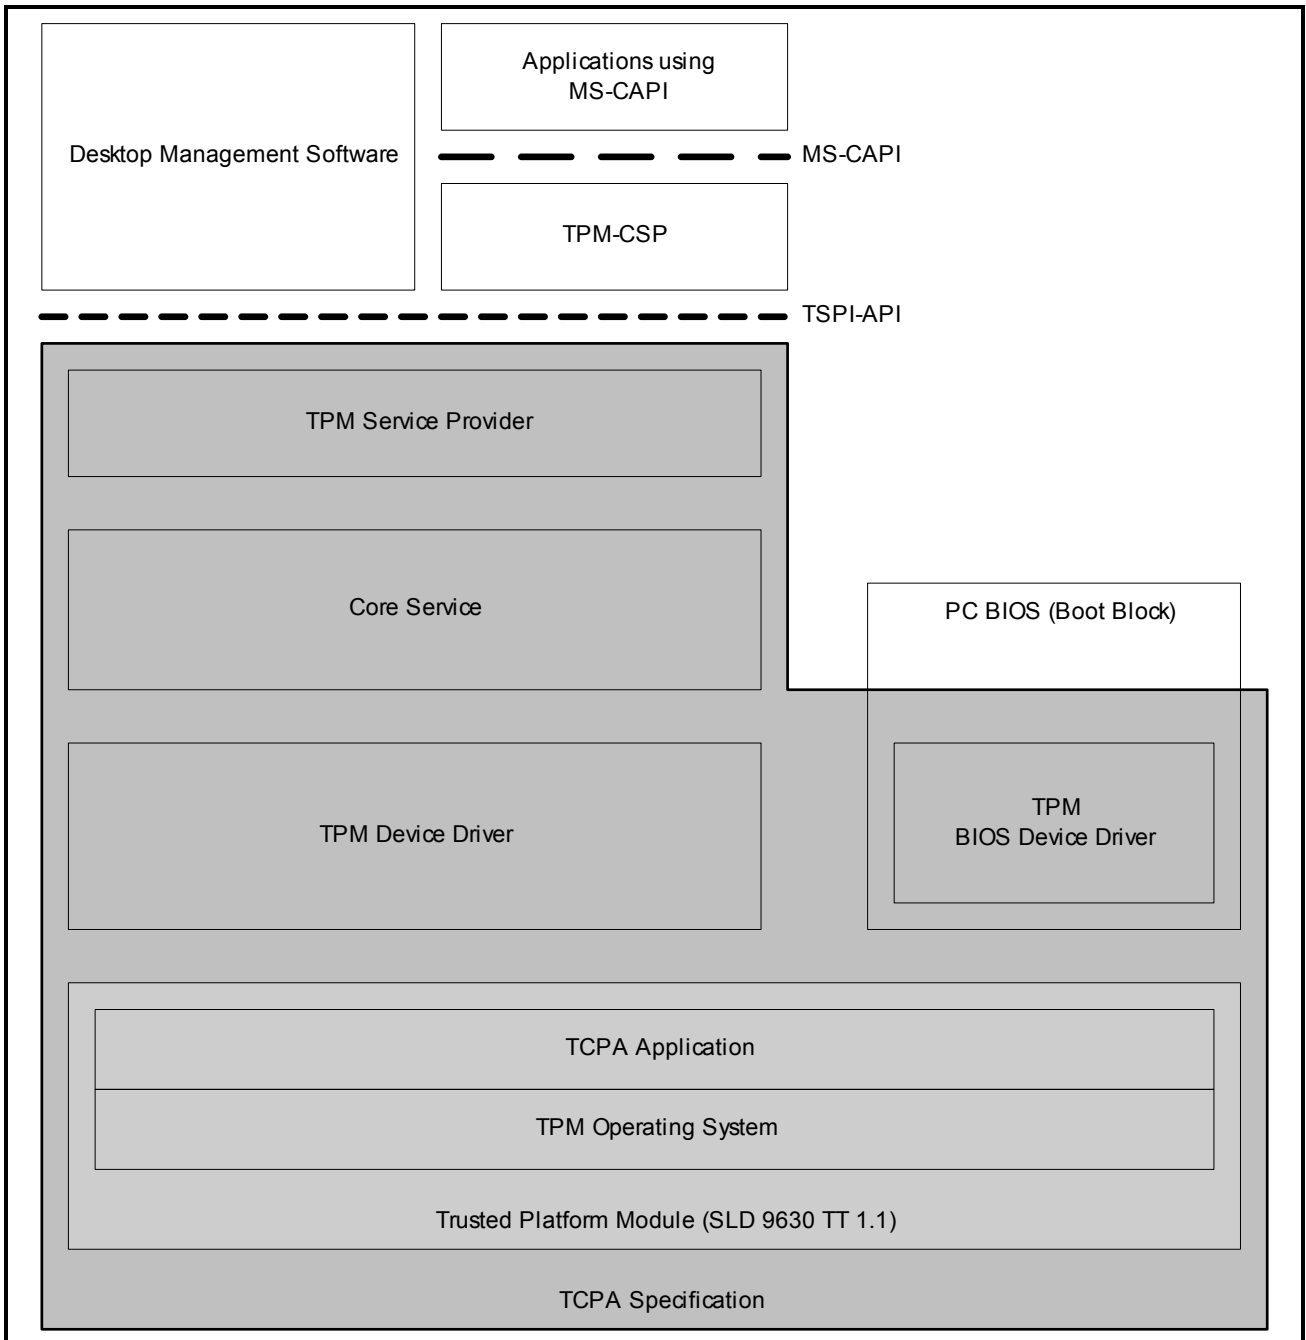 Applications using
MS-CAPI
Desktop Management Software
MS-CAPI
TPM-CSP
TSPI-API
TPM Service Provider
Core Service
PC BIOS (Boot Block)
TPM Device Driver
TPM
BIOS Device Driver
TCPA Application
TPM Operating System
Trusted Platform Module (SLD 9630 TT 1.1)
TCPA Specification